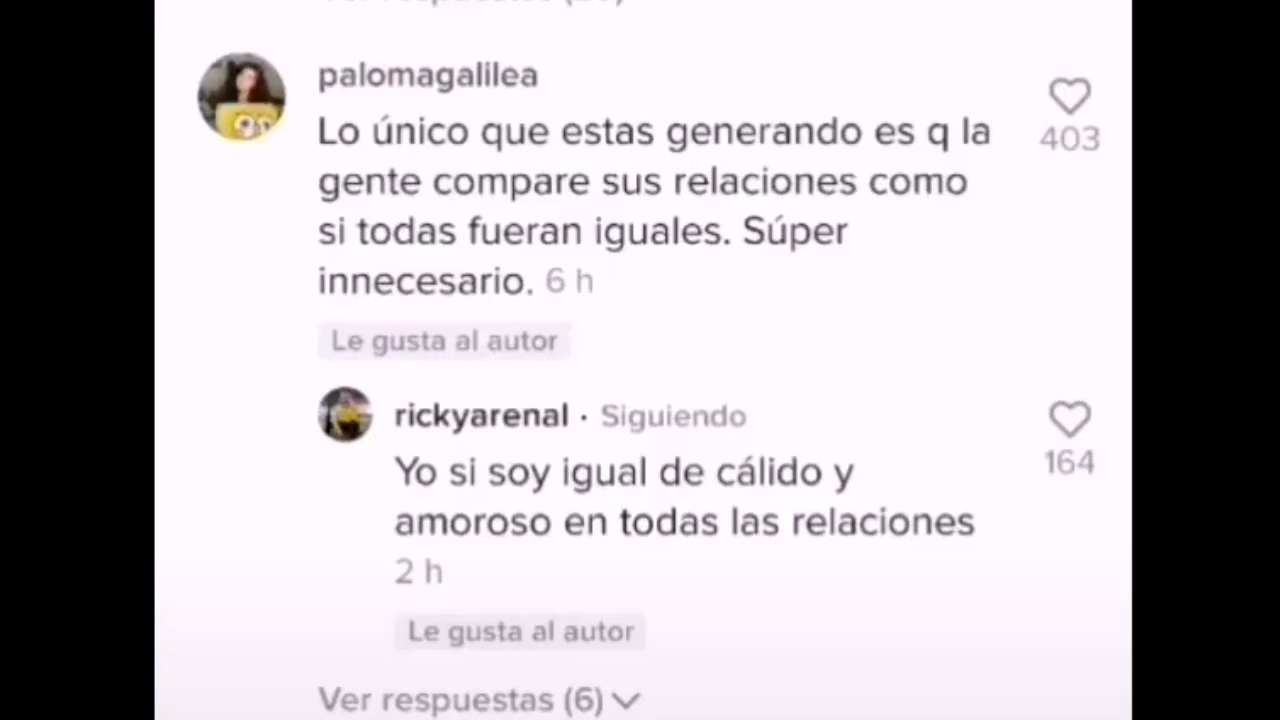 palomagalilea
Lo único que estas generando es q la
403
gente compare sus relaciones como
si todas fueran iguales. Súper
innecesario. 6 h
Le gusta al autor
rickyarenal · Siguiendo
Yo si soy igual de cálido y
164
amoroso en todas las relaciones
2 h
Le gusta al autor
Ver respuestas (6)